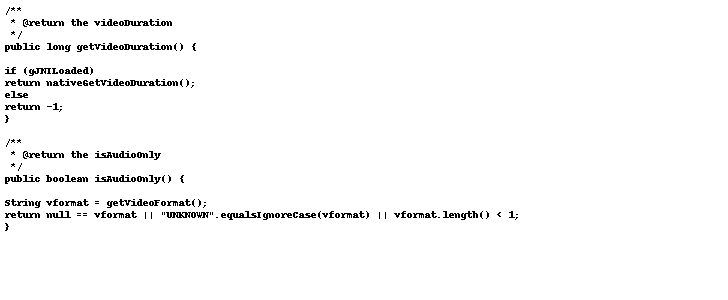 /**
 * @return the videoDuration
 */
public long getVideoDuration() {

if (gJNILoaded)
return nativeGetVideoDuration();
else
return -1;
}

/**
 * @return the isAudioOnly
 */
public boolean isAudioOnly() {

String vformat = getVideoFormat();
return null == vformat || "UNKNOWN".equalsIgnoreCase(vformat) || vformat.length() < 1;
}